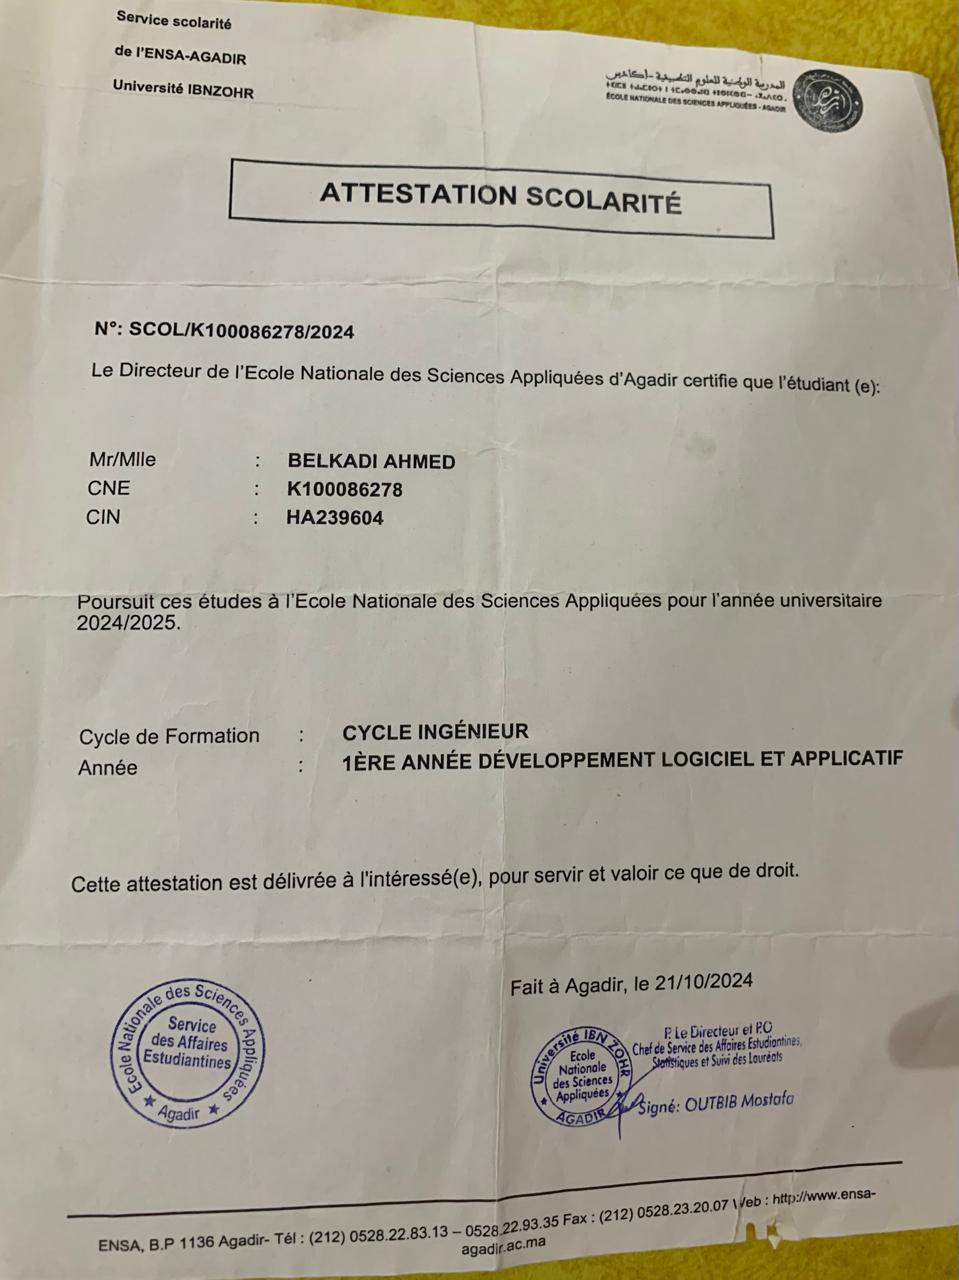 Service scolarité
de l'ENSA-AGADIR
Université IBNZOHR
المدرسة الوطنية للعلوم التطبيقية - أكادير
ÉCOLE NATIONALE DES SCIENCES APPLIQUÉES - AGADIR
ATTESTATION SCOLARITÉ
N°: SCOL/K100086278/2024
Le Directeur de l'Ecole Nationale des Sciences Appliquées d'Agadir certifie que l'étudiant (e):
Mr/Mlle : BELKADI AHMED
CNE : K100086278
CIN : HA239604
Poursuit ces études à l'Ecole Nationale des Sciences Appliquées pour l'année universitaire
2024/2025.
Cycle de Formation : CYCLE INGÉNIEUR
Année : 1ÈRE ANNÉE DÉVELOPPEMENT LOGICIEL ET APPLICATIF
Cette attestation est délivrée à l'intéressé(e), pour servir et valoir ce que de droit.
Fait à Agadir, le 21/10/2024
Ecole Nationale des Sciences Appliquées
Service
des Affaires
Estudiantines
★ Agadir ★
Université IBN ZOHR
Ecole
Nationale
des Sciences
Appliquées
★ AGADIR ★
P. Le Directeur et P.O
Chef de Service des Affaires Estudiantines,
Statistiques et Suivi des Lauréats
Signé: OUTBIB Mostafa
ENSA, B.P 1136 Agadir- Tél : (212) 0528.22.83.13 – 0528.22.93.35 Fax : (212) 0528.23.20.07 Web : http://www.ensa-
agadir.ac.ma